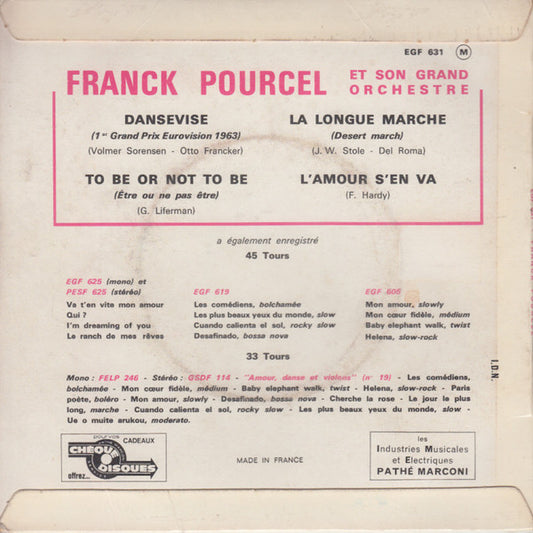 EGF 631 M
FRANCK POURCEL ET SON GRAND
ORCHESTRE
DANSEVISE
(1er Grand Prix Eurovision 1963)
(Volmer Sorensen - Otto Francker)
TO BE OR NOT TO BE
(Être ou ne pas être)
(G. Liferman)
LA LONGUE MARCHE
(Desert march)
(J. W. Stole - Del Roma)
L'AMOUR S'EN VA
(F. Hardy)
a également enregistré
45 Tours
EGF 625 (mono) et
PESF 625 (stéréo)
Va t'en vite mon amour
Qui ?
I'm dreaming of you
Le ranch de mes rêves
EGF 619
Les comédiens, bolchamée
Les plus beaux yeux du monde, slow
Cuando calienta el sol, rocky slow
Desafinado, bossa nova
EGF 606
Mon amour, slowly
Mon cœur fidèle, médium
Baby elephant walk, twist
Helena, slow-rock
33 Tours
Mono : FELP 246 - Stéréo : GSDF 114 - "Amour, danse et violons" (n° 19) - Les comédiens,
bolchamée - Mon cœur fidèle, médium - Baby elephant walk, twist - Helena, slow-rock - Paris
poète, boléro - Mon amour, slowly - Desafinado, bossa nova - Cherche la rose - Le jour le plus
long, marche - Cuando calienta el sol, rocky slow - Les plus beaux yeux du monde, slow -
Ue o muite arukou, moderato.
I.D.N.
CADEAUX
CHÈQUE
DISQUES
offrez...
MADE IN FRANCE
les
Industries Musicales
et Electriques
PATHÉ MARCONI